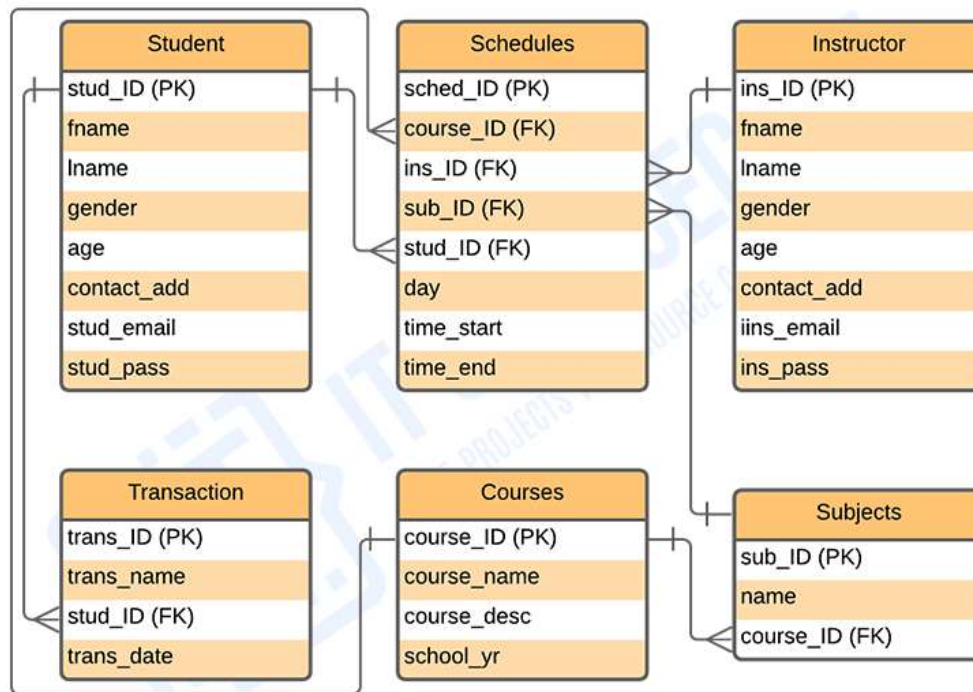 Student
stud_ID (PK)
fname
lname
gender
age
contact_add
stud_email
stud_pass
Schedules
sched_ID (PK)
course_ID (FK)
ins_ID (FK)
sub_ID (FK)
stud_ID (FK)
day
time_start
time_end
Instructor
ins_ID (PK)
fname
lname
gender
age
contact_add
iins_email
ins_pass
Transaction
trans_ID (PK)
trans_name
stud_ID (FK)
trans_date
Courses
course_ID (PK)
course_name
course_desc
school_yr
Subjects
sub_ID (PK)
name
course_ID (FK)
IT
PROJECTS